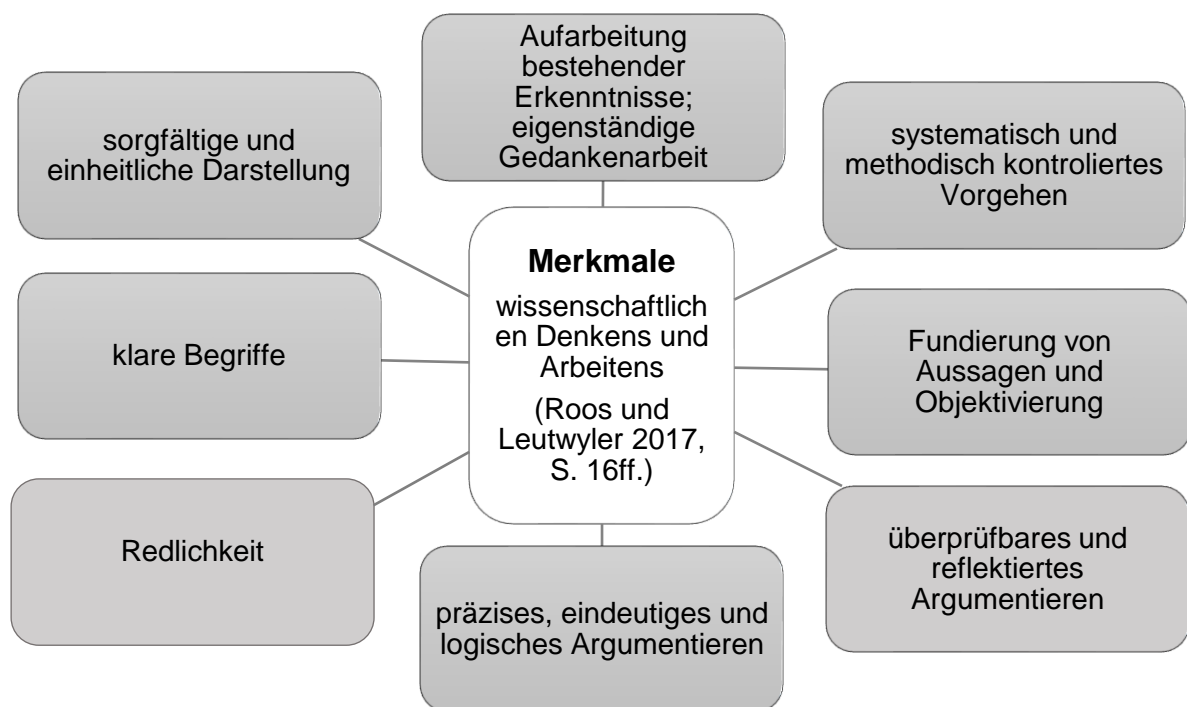 Aufarbeitung
bestehender
Erkenntnisse;
eigenständige
Gedankenarbeit
systematisch und
methodisch kontroliertes
Vorgehen
Fundierung von
Aussagen und
Objektivierung
überprüfbares und
reflektiertes
Argumentieren
präzises, eindeutiges und
logisches Argumentieren
Redlichkeit
klare Begriffe
sorgfältige und
einheitliche Darstellung
Merkmale
wissenschaftlich
en Denkens und
Arbeitens
(Roos und
Leutwyler 2017,
S. 16ff.)